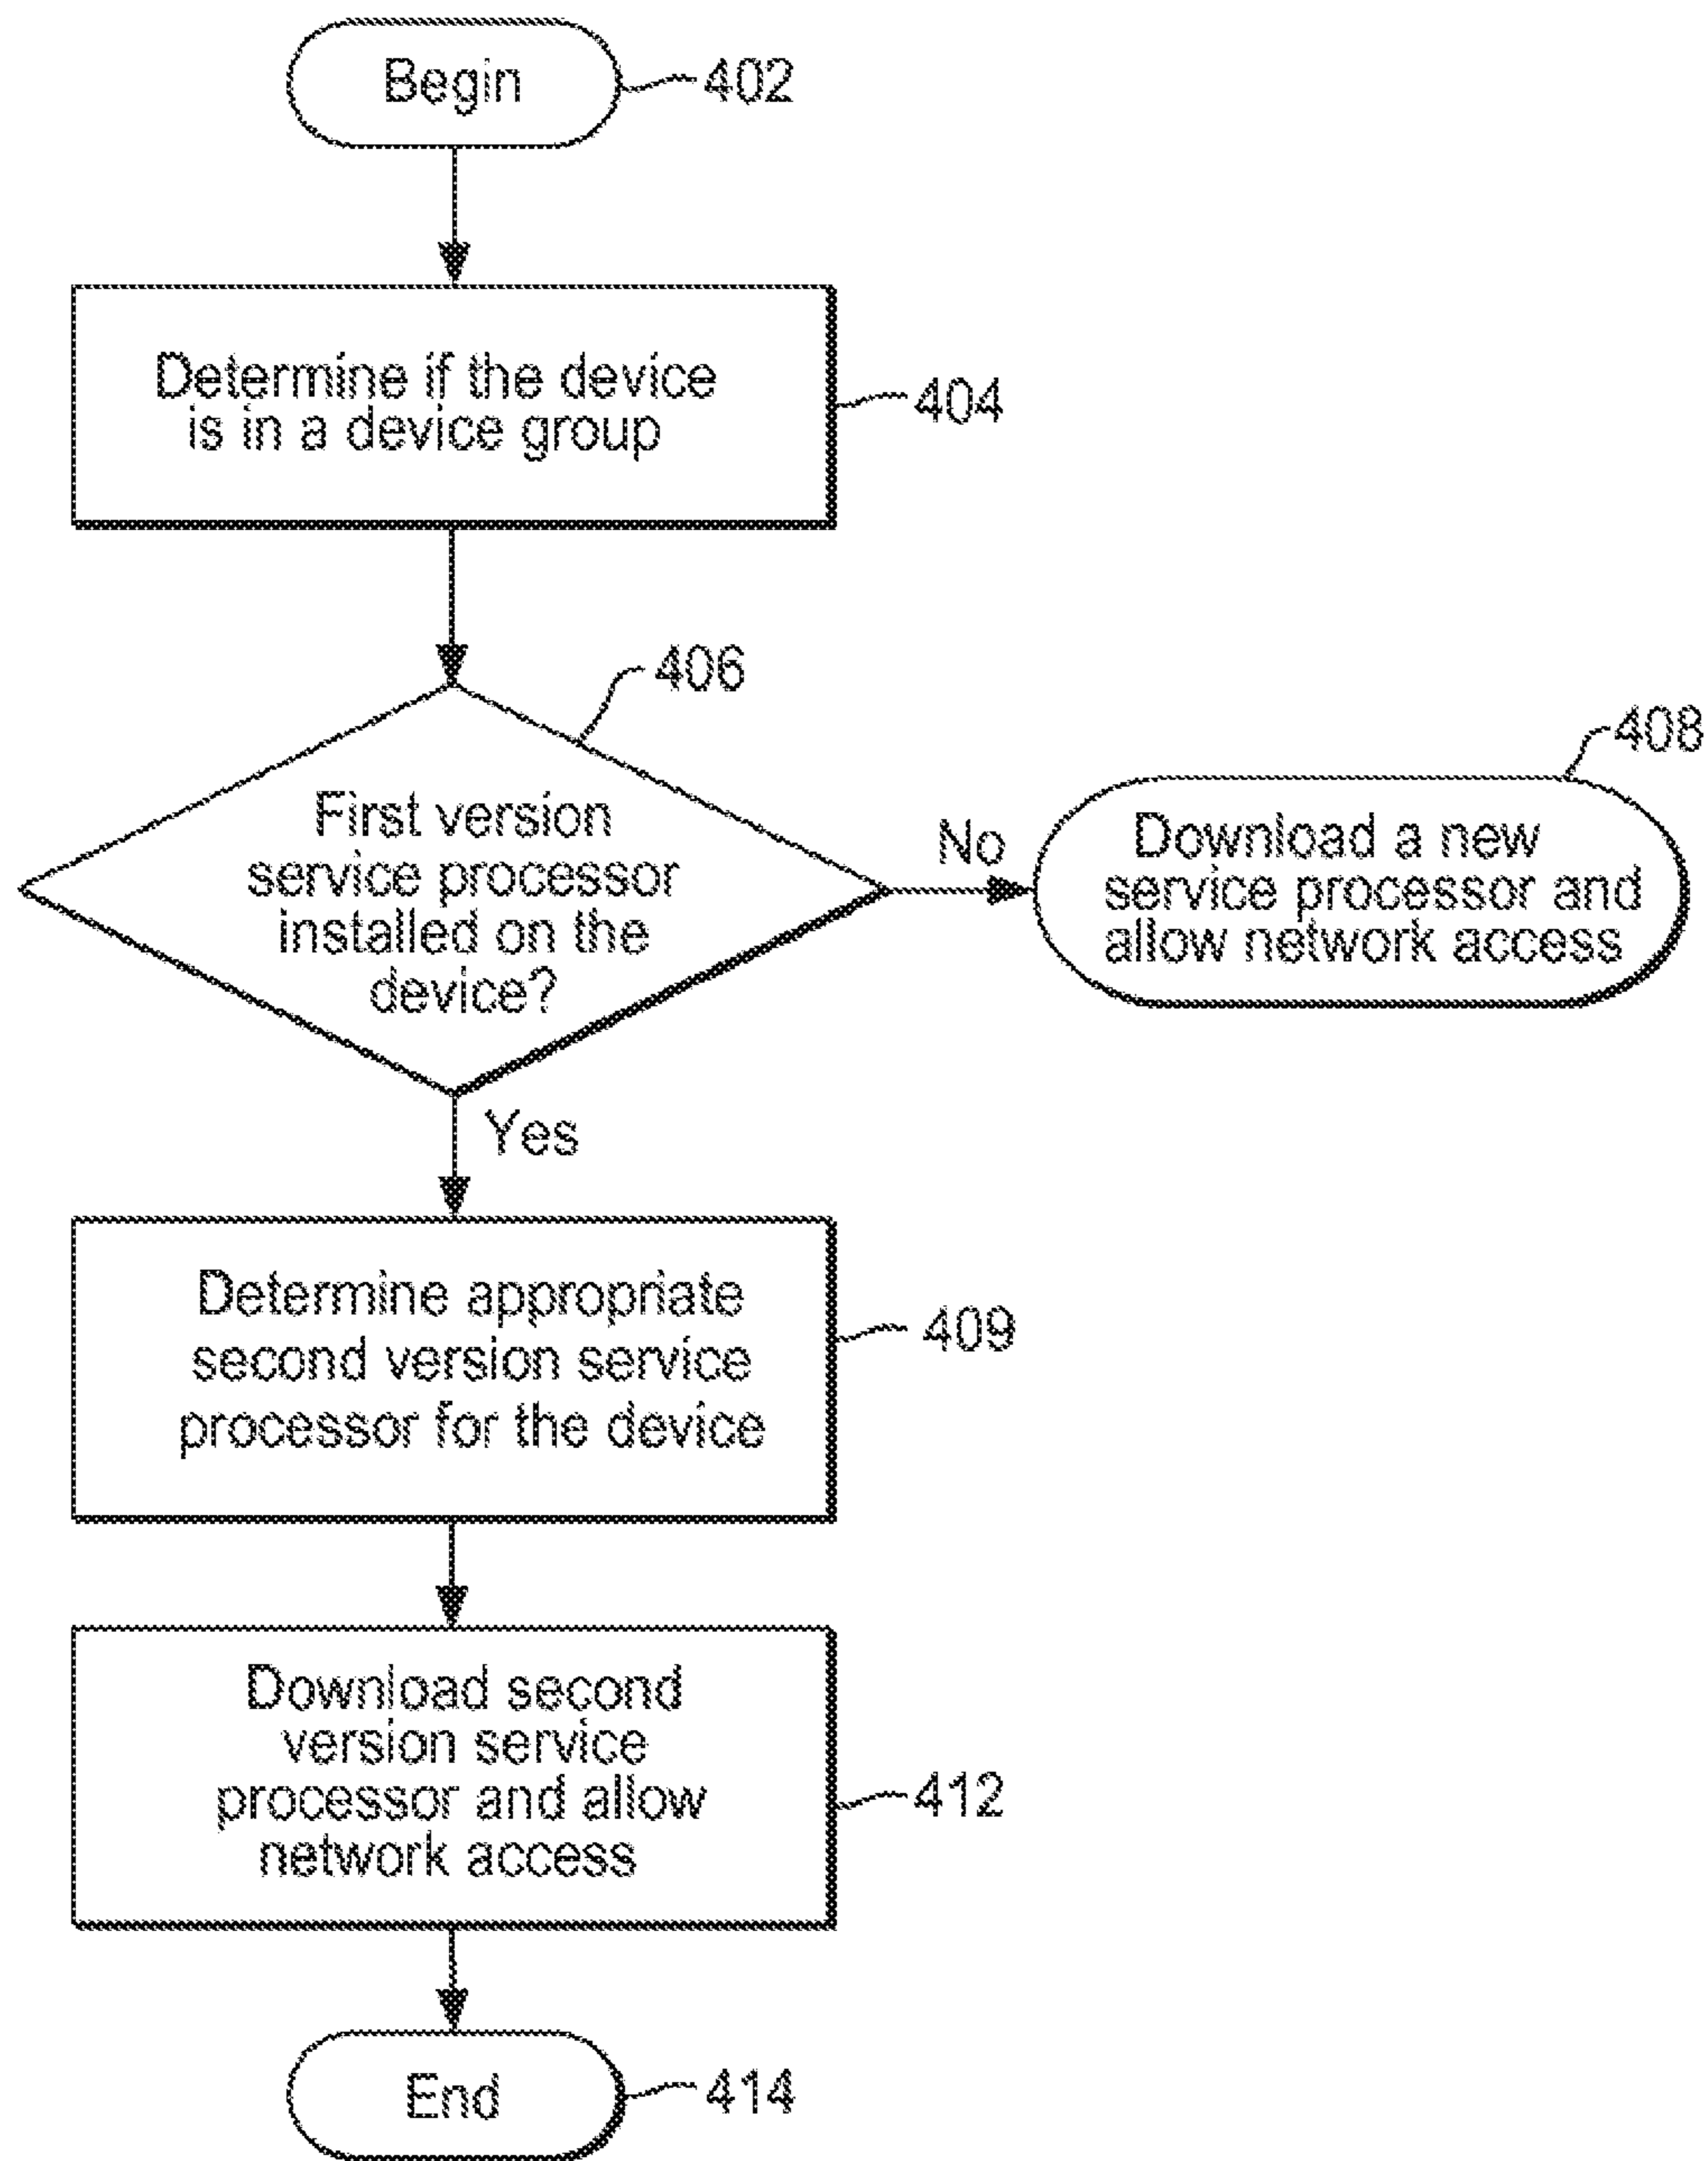 Begin
402
Determine if the device
is in a device group
404
406
First version
service processor
installed on the
device?
No
408
Download a new
service processor and
allow network access
Yes
Determine appropriate
second version service
processor for the device
409
Download second
version service
processor and allow
network access
412
End
414